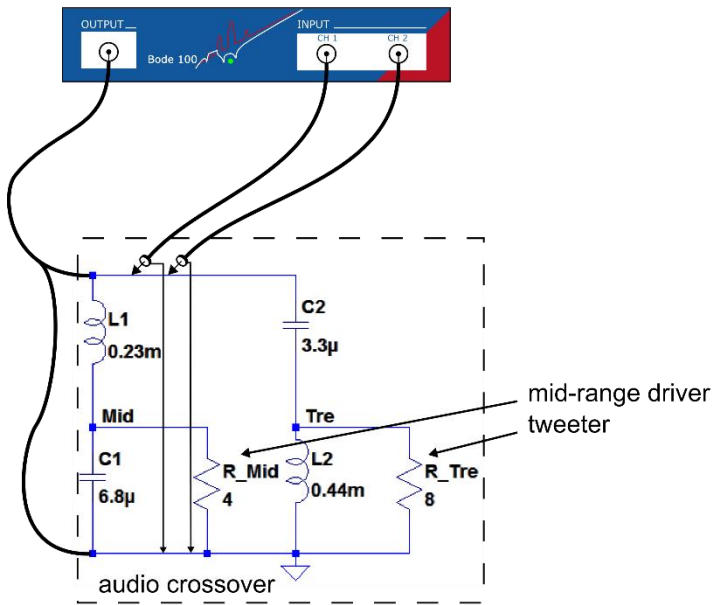 OUTPUT
INPUT
CH 1
CH 2
Bode 100
L1
0.23m
C2
3.3µ
Mid
Tre
C1
6.8µ
R_Mid
4
L2
0.44m
R_Tre
8
mid-range driver
tweeter
audio crossover